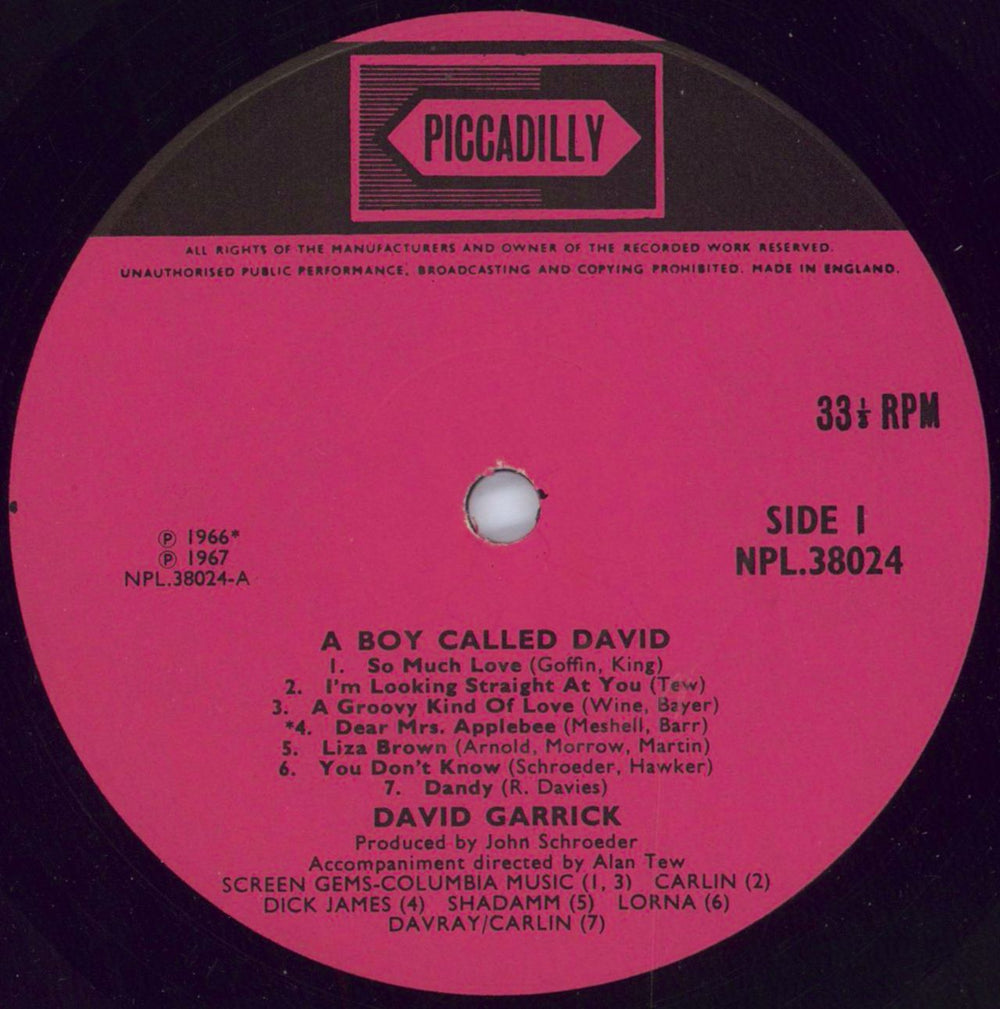 PICCADILLY
ALL RIGHTS OF THE MANUFACTURERS AND OWNER OF THE RECORDED WORK RESERVED.
UNAUTHORISED PUBLIC PERFORMANCE, BROADCASTING AND COPYING PROHIBITED. MADE IN ENGLAND.
33⅓ RPM
SIDE 1
NPL.38024
℗ 1966*
℗ 1967
NPL.38024-A
A BOY CALLED DAVID
1. So Much Love (Goffin, King)
2. I'm Looking Straight At You (Tew)
3. A Groovy Kind Of Love (Wine, Bayer)
*4. Dear Mrs. Applebee (Meshell, Barr)
5. Liza Brown (Arnold, Morrow, Martin)
6. You Don't Know (Schroeder, Hawker)
7. Dandy (R. Davies)
DAVID GARRICK
Produced by John Schroeder
Accompaniment directed by Alan Tew
SCREEN GEMS-COLUMBIA MUSIC (1, 3) CARLIN (2)
DICK JAMES (4) SHADAMM (5) LORNA (6)
DAVRAY/CARLIN (7)